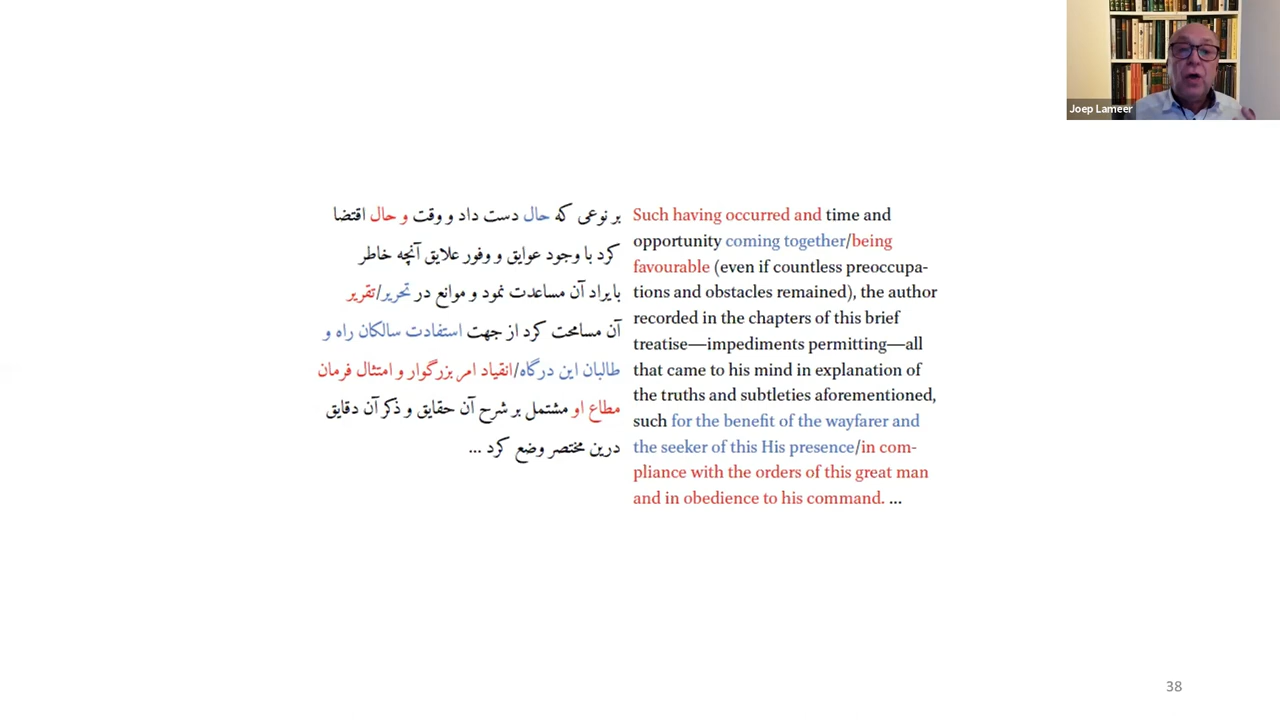 Joep Lameer
بر نوعی که حال دست داد و وقت و حال اقتضا
کرد با وجود عوایق و وفور علایق آنچه خاطر
بایراد آن مساعدت نمود و موانع در تحریر/تقریر
آن مسامحت کرد از جهت استفادت سالکان راه و
طالبان این درگاه/انقیاد امر بزرگوار و امتثال فرمان
مطاع او مشتمل بر شرح آن حقایق و ذکر آن دقایق
درین مختصر وضع کرد ...
Such having occurred and time and
opportunity coming together/being
favourable (even if countless preoccupa-
tions and obstacles remained), the author
recorded in the chapters of this brief
treatise—impediments permitting—all
that came to his mind in explanation of
the truths and subtleties aforementioned,
such for the benefit of the wayfarer and
the seeker of this His presence/in com-
pliance with the orders of this great man
and in obedience to his command. ...
38